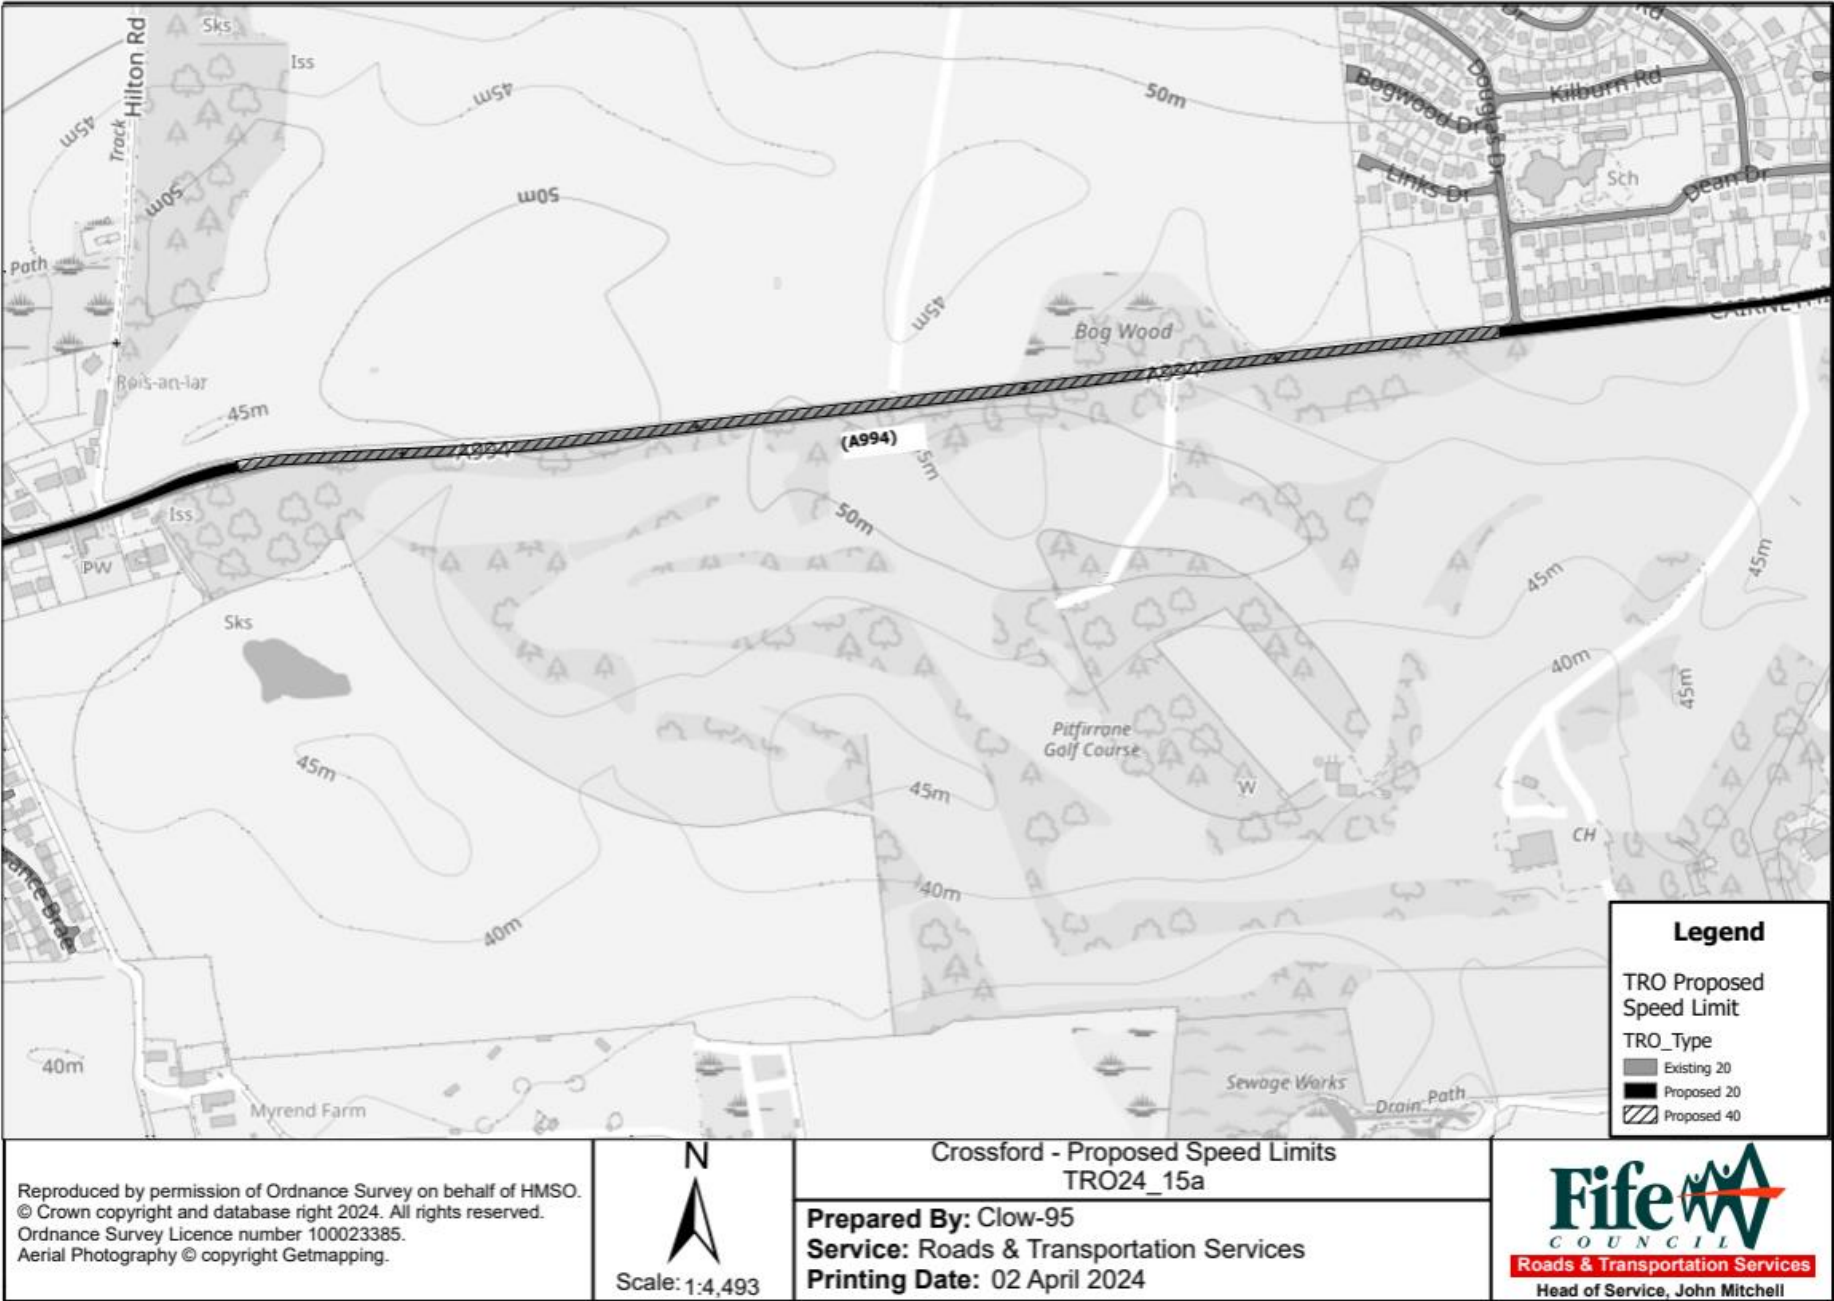 Sks
Iss
Hilton Rd
Track
45m
45m
50m
50m
50m
45m
Path
Rois-an-lar
45m
Bog Wood
A994
A994
(A994)
Bogwood Dr
Douglas Dr
Kilburn Rd
Links Dr
Sch
Dean Dr
Rd
Dr
Iss
PW
Sks
50m
5m
45m
45m
40m
45m
Pitfirrane
Golf Course
W
45m
45m
CH
40m
40m
40m
Myrend Farm
Sewage Works
Drain
Path
Legend
TRO Proposed
Speed Limit
TRO_Type
Existing 20
Proposed 20
Proposed 40
Reproduced by permission of Ordnance Survey on behalf of HMSO.
© Crown copyright and database right 2024. All rights reserved.
Ordnance Survey Licence number 100023385.
Aerial Photography © copyright Getmapping.
N
Scale: 1:4,493
Crossford - Proposed Speed Limits
TRO24_15a
Prepared By: Clow-95
Service: Roads & Transportation Services
Printing Date: 02 April 2024
Fife
COUNCIL
Roads & Transportation Services
Head of Service, John Mitchell